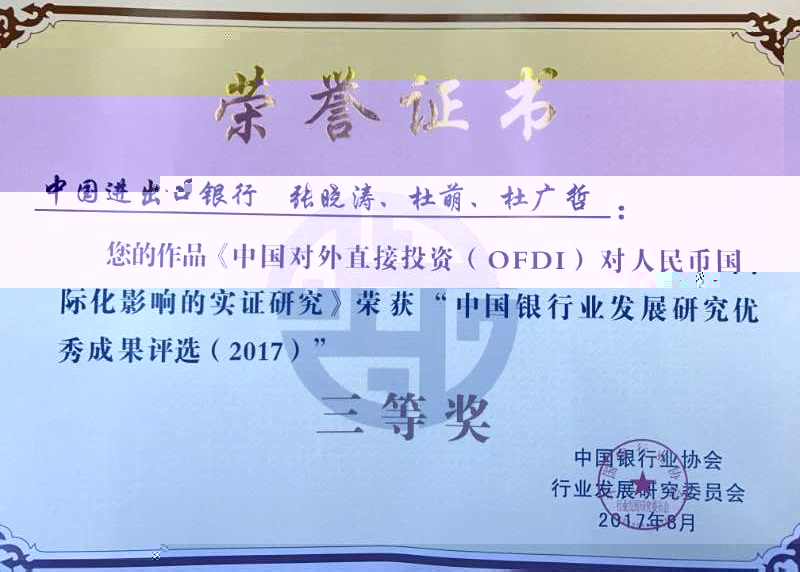 荣誉证书
中国进出口银行 张晓涛、杜萌、杜广哲：
您的作品《中国对外直接投资（OFDI）对人民币国
际化影响的实证研究》荣获“中国银行业发展研究优
秀成果评选（2017）”
三等奖
中国银行业协会
行业发展研究委员会
2017年8月